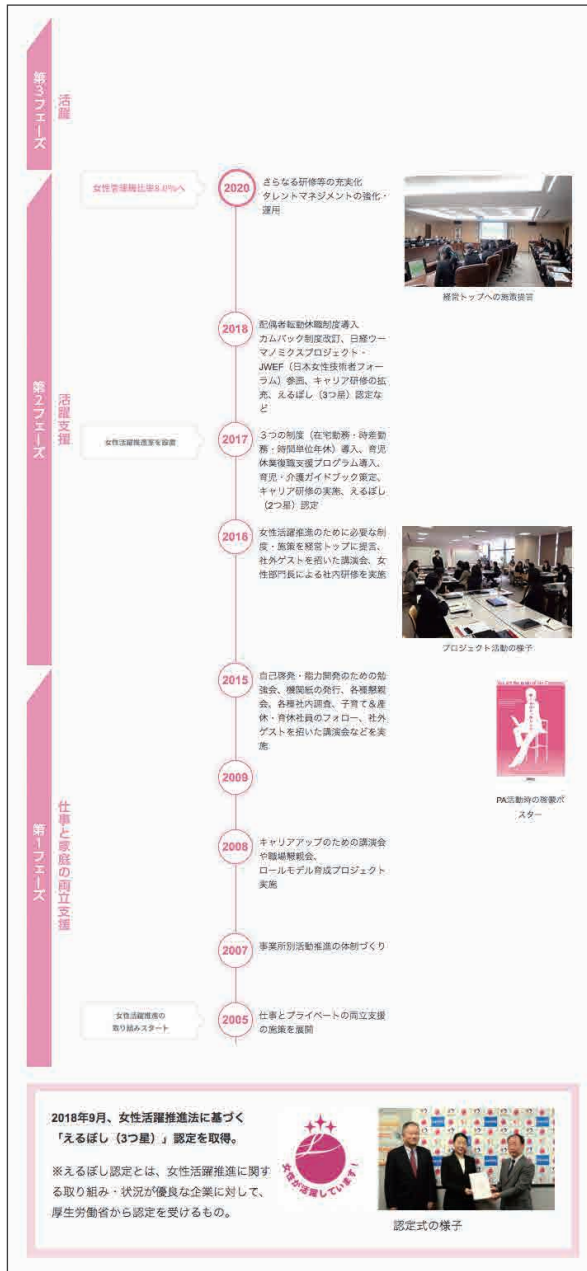 第3フェーズ
活躍
女性管理職比率8.0%へ
2020
さらなる研修等の充実化
タレントマネジメントの強化・
運用
経営トップへの施策提言
第2フェーズ
活躍支援
2018
配偶者転勤休職制度導入
カムバック制度改訂、日経ウー
マノミクスプロジェクト・
JWEF（日本女性技術者フォー
ラム）参画、キャリア研修の拡
充、えるぼし（3つ星）認定な
ど
女性活躍推進室を設置
2017
３つの制度（在宅勤務・時差勤
務・時間単位年休）導入、育児
休業復職支援プログラム導入、
育児・介護ガイドブック策定、
キャリア研修の実施、えるぼし
（2つ星）認定
2016
女性活躍推進のために必要な制
度・施策を経営トップに提言、
社外ゲストを招いた講演会、女
性部門長による社内研修を実施
プロジェクト活動の様子
第1フェーズ
仕事と家庭の両立支援
2015
自己啓発・能力開発のための勉
強会、機関紙の発行、各種懇親
会、各種社内調査、子育て＆産
休・育休社員のフォロー、社外
ゲストを招いた講演会などを実
施
2009
PA活動時の啓蒙ポ
スター
2008
キャリアアップのための講演会
や職場懇親会、
ロールモデル育成プロジェクト
実施
2007
事業所別活動推進の体制づくり
女性活躍推進の
取り組みスタート
2005
仕事とプライベートの両立支援
の施策を展開
2018年9月、女性活躍推進法に基づく
「えるぼし（3つ星）」認定を取得。
※えるぼし認定とは、女性活躍推進に関す
る取り組み・状況が優良な企業に対して、
厚生労働省から認定を受けるもの。
女性が活躍しています！
認定式の様子